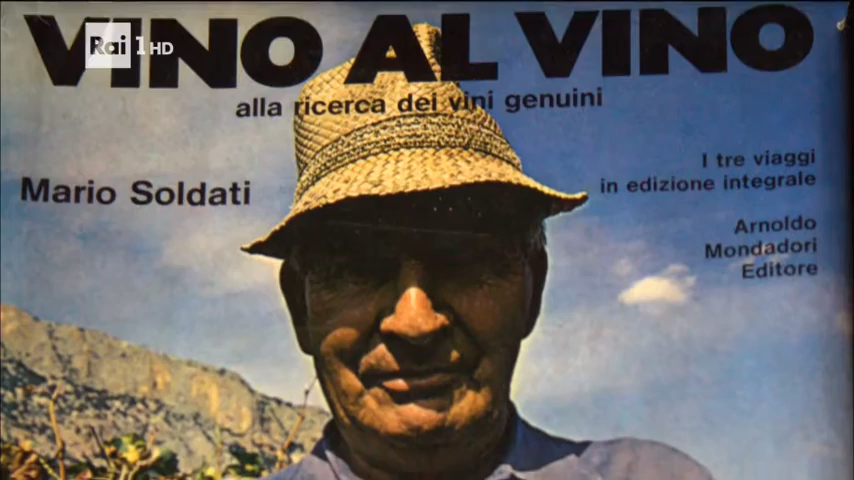 VINO AL VINO
Rai 1 HD
alla ricerca dei vini genuini
I tre viaggi
in edizione integrale
Mario Soldati
Arnoldo
Mondadori
Editore